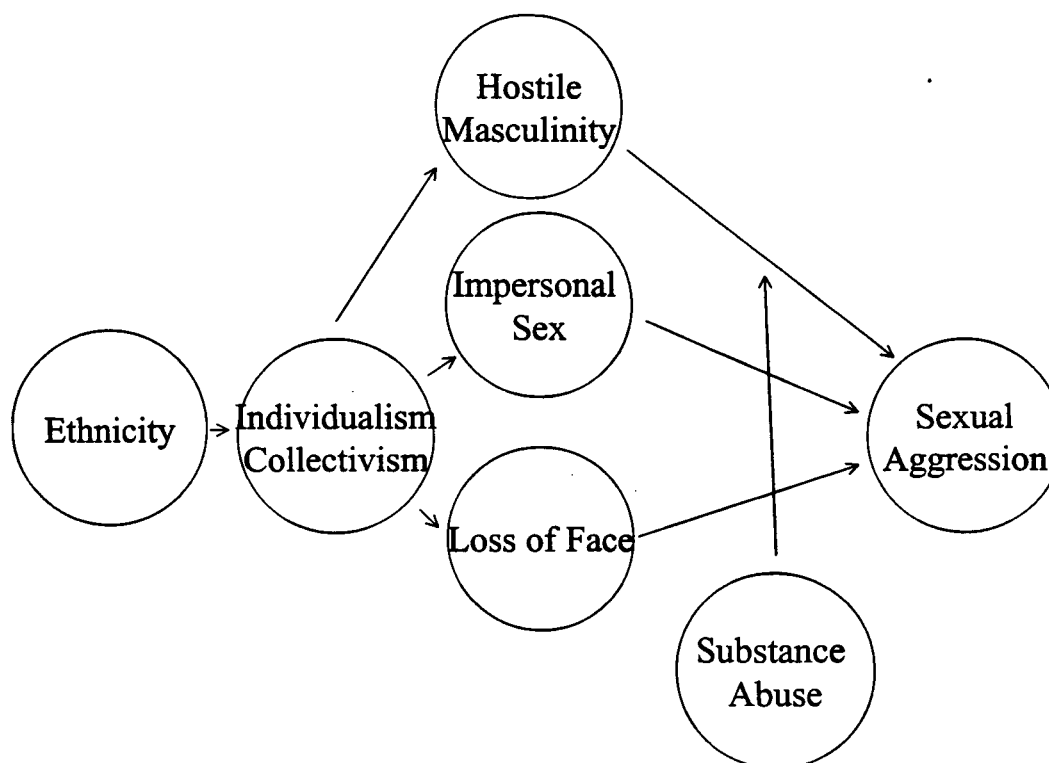 Hostile
Masculinity
Impersonal
Sex
Ethnicity
Individualism
Collectivism
Sexual
Aggression
Loss of Face
Substance
Abuse